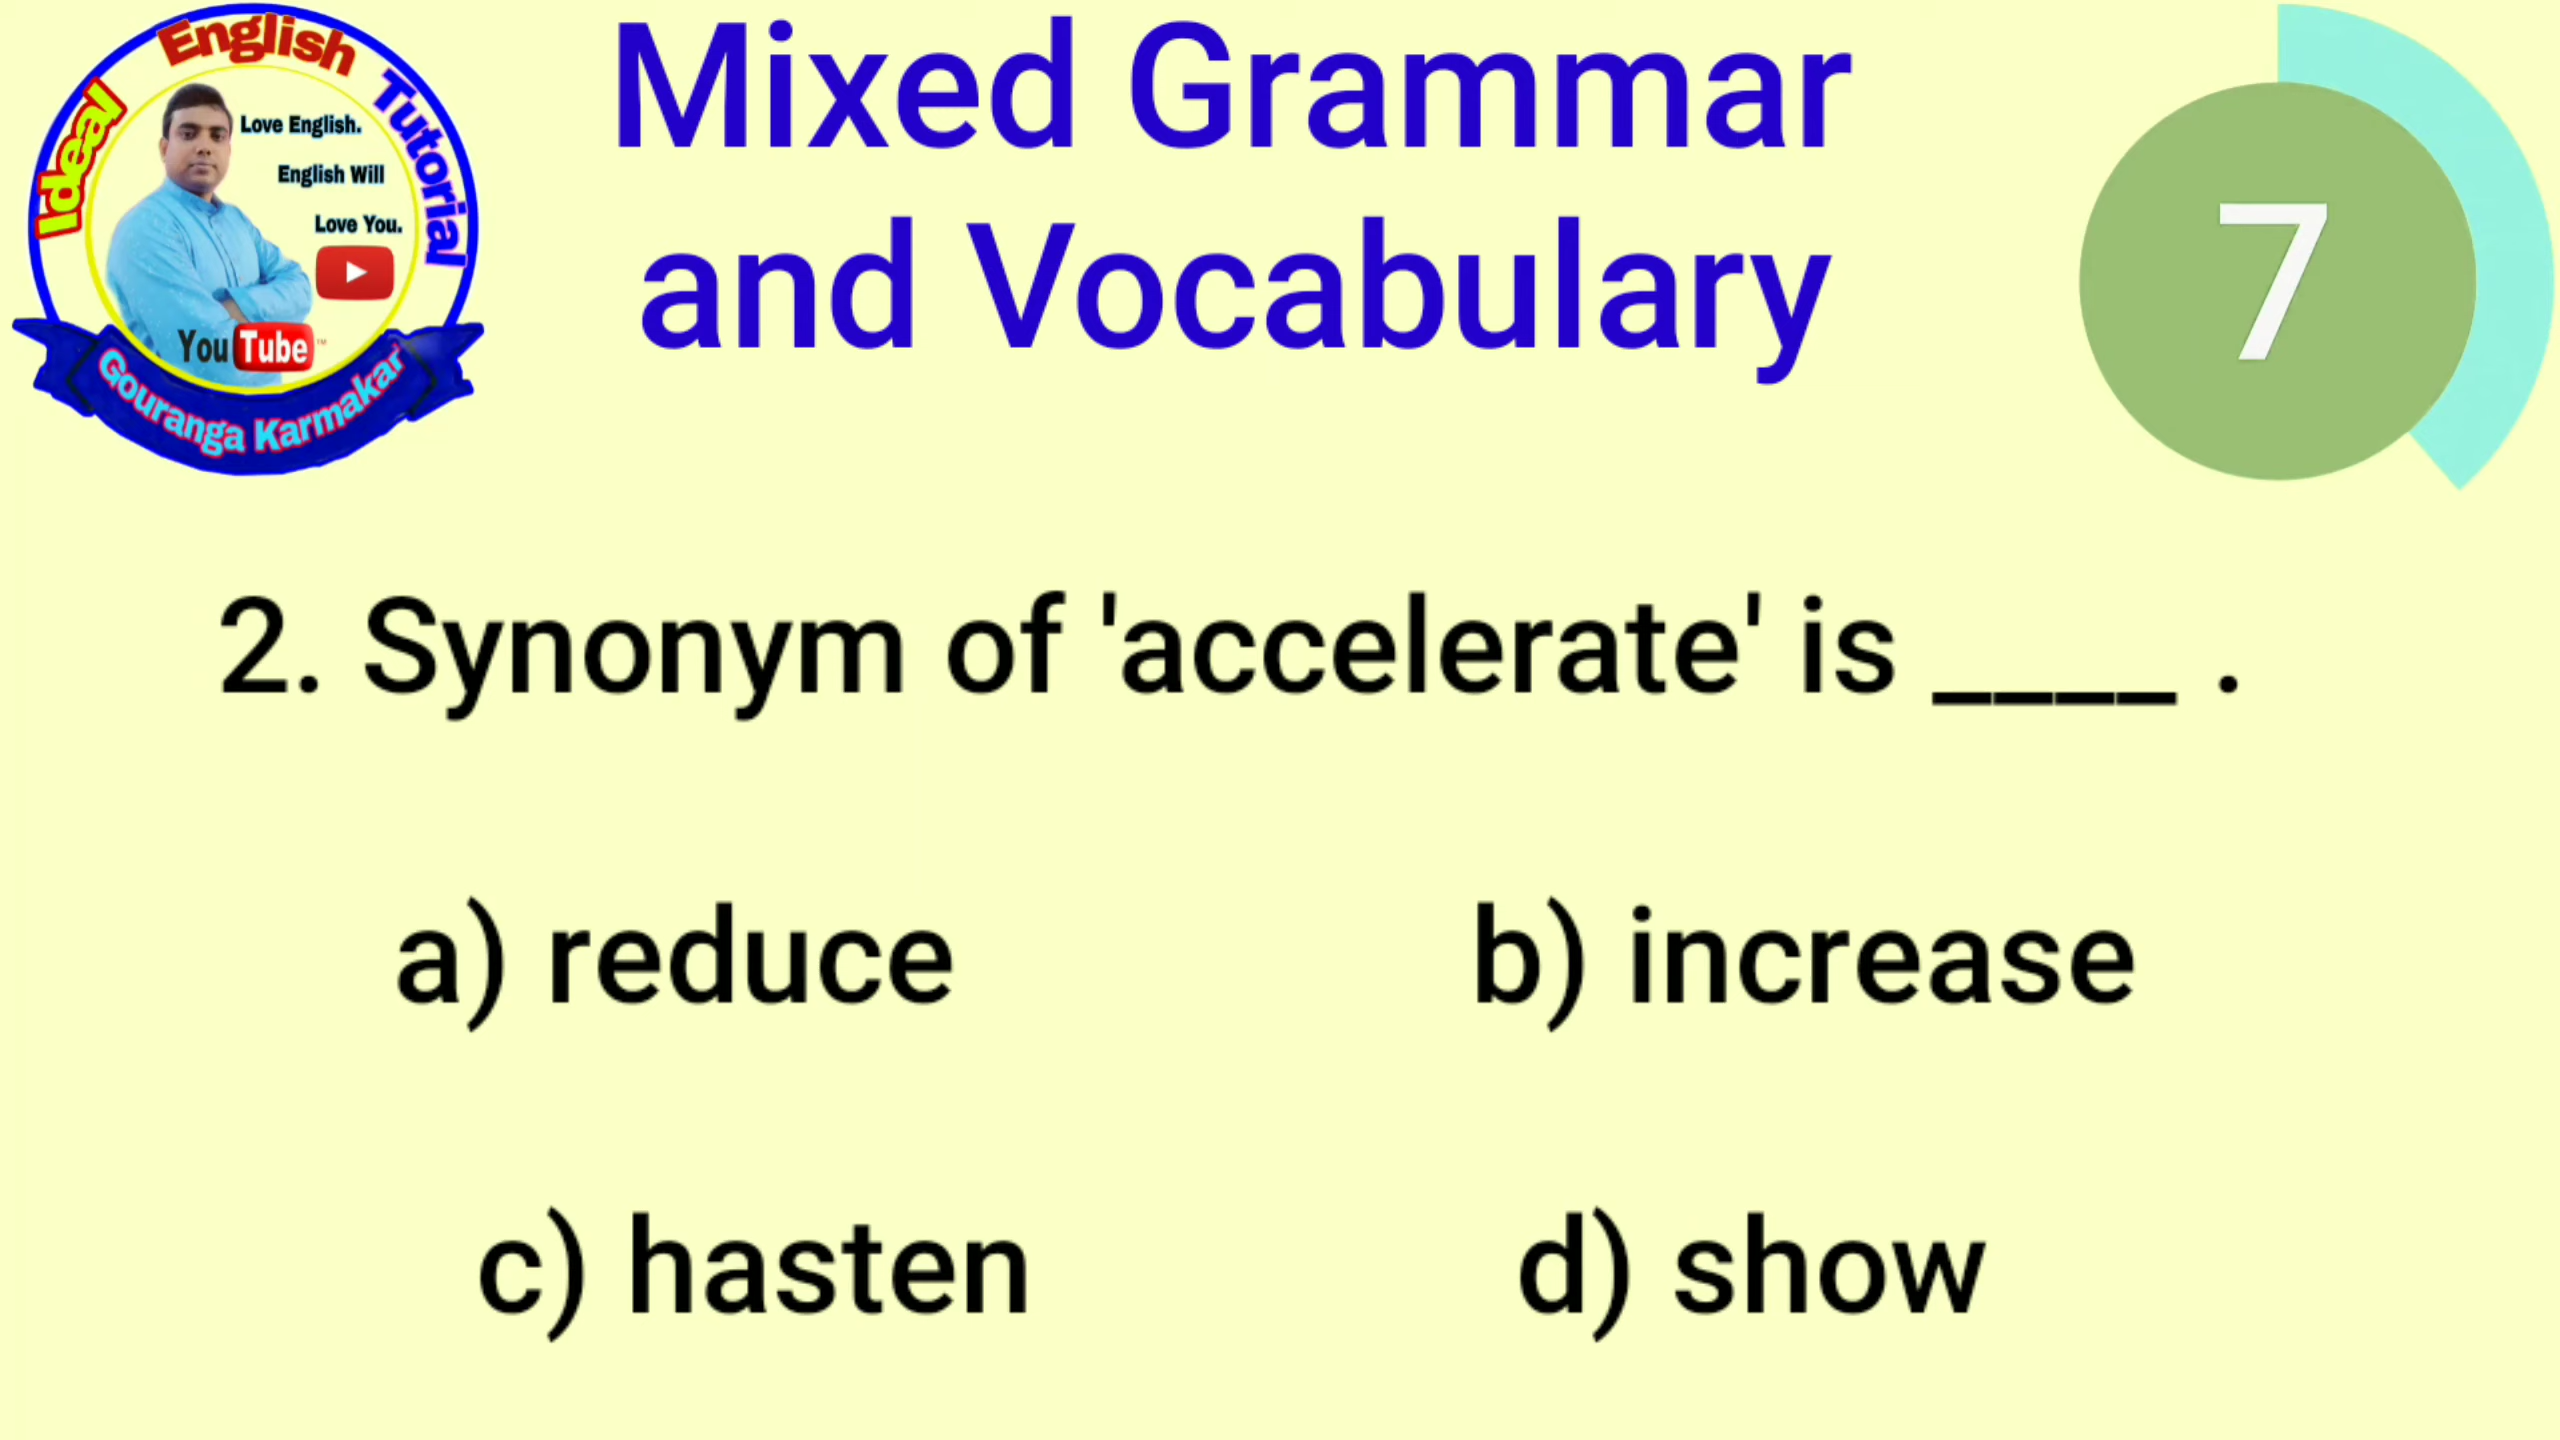 Ideal English Tutorial
Love English.
English Will
Love You.
YouTube™
Gouranga Karmakar
Mixed Grammar
and Vocabulary
7
2. Synonym of 'accelerate' is ____ .
a) reduce
b) increase
c) hasten
d) show